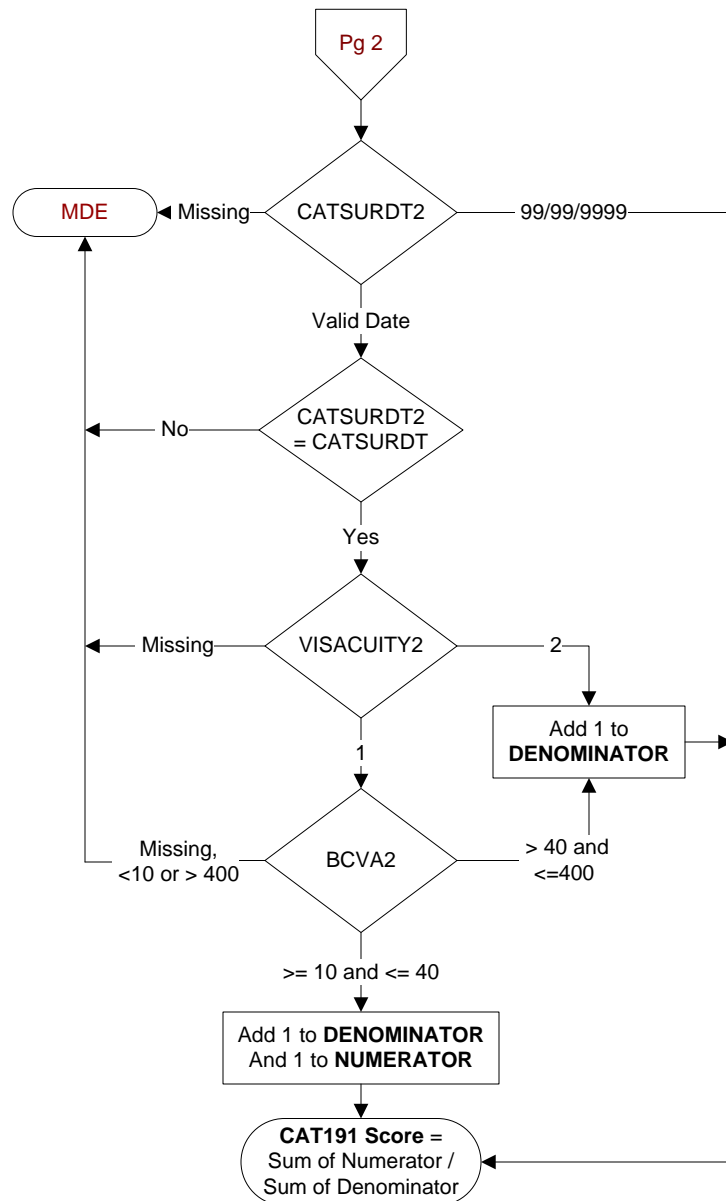 Pg 2
MDE
Missing
CATSURDT2
99/99/9999
Valid Date
No
CATSURDT2
= CATSURDT
Yes
Missing
VISACUITY2
2
Add 1 to
DENOMINATOR
1
Missing,
<10 or > 400
BCVA2
> 40 and
<=400
>= 10 and <= 40
Add 1 to DENOMINATOR
And 1 to NUMERATOR
CAT191 Score =
Sum of Numerator /
Sum of Denominator